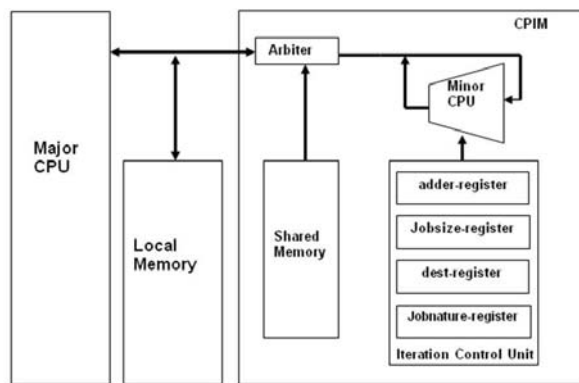 CPIM
Arbiter
Minor
CPU
Major
CPU
adder-register
Jobsize-register
Local
Memory
Shared
Memory
dest-register
Jobnature-register
Iteration Control Unit